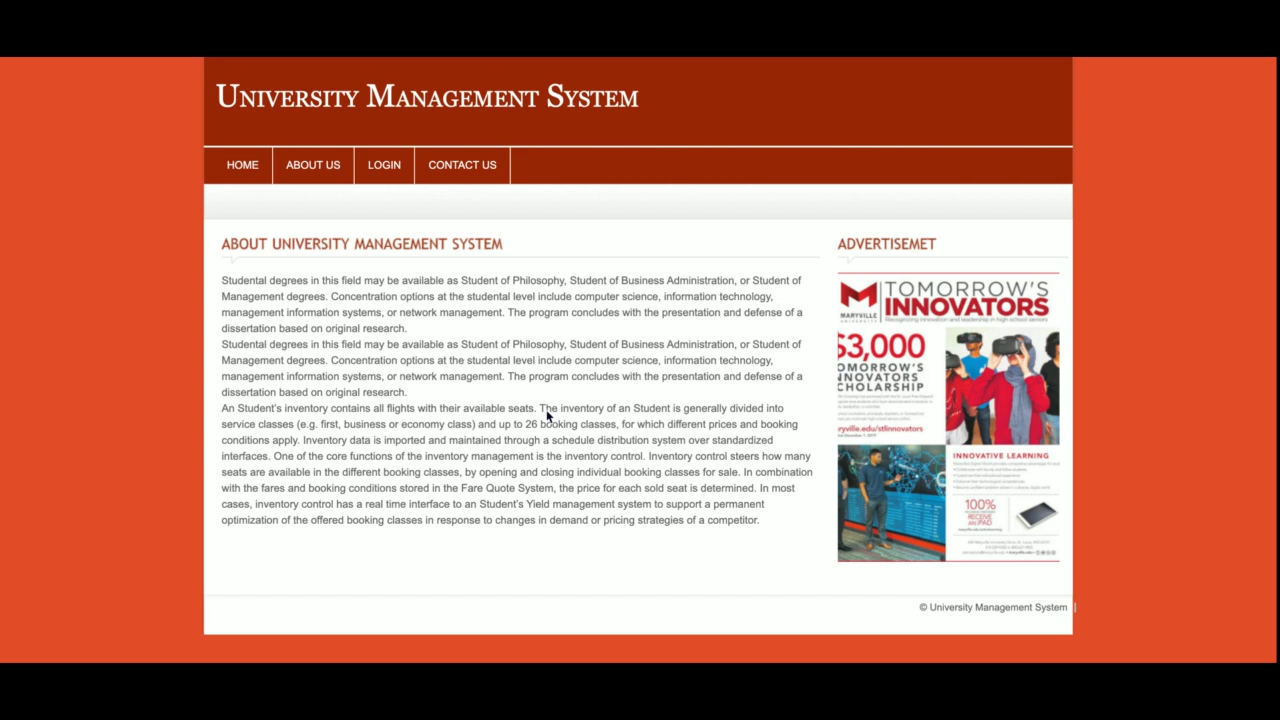 UNIVERSITY MANAGEMENT SYSTEM
HOME
ABOUT US
LOGIN
CONTACT US
ABOUT UNIVERSITY MANAGEMENT SYSTEM
Studental degrees in this field may be available as Student of Philosophy, Student of Business Administration, or Student of
Management degrees. Concentration options at the studental level include computer science, information technology,
management information systems, or network management. The program concludes with the presentation and defense of a
dissertation based on original research.
Studental degrees in this field may be available as Student of Philosophy, Student of Business Administration, or Student of
Management degrees. Concentration options at the studental level include computer science, information technology,
management information systems, or network management. The program concludes with the presentation and defense of a
dissertation based on original research.
An Student's inventory contains all flights with their available seats. The inventory of an Student is generally divided into
service classes (e.g. first, business or economy class) and up to 26 booking classes, for which different prices and booking
conditions apply. Inventory data is imported and maintained through a schedule distribution system over standardized
interfaces. One of the core functions of the inventory management is the inventory control. Inventory control steers how many
seats are available in the different booking classes, by opening and closing individual booking classes for sale. In combination
with the fares and booking conditions stored in the Fare Quote System, the price for each sold seat is determined. In most
cases, inventory control has a real time interface to an Student's Yield management system to support a permanent
optimization of the offered booking classes in response to changes in demand or pricing strategies of a competitor.
ADVERTISEMET
MARYVILLE
UNIVERSITY
TOMORROW'S
INNOVATORS
Recognizing innovation and leadership in high school seniors
$3,000
OMORROW'S
NNOVATORS
CHOLARSHIP
ryville.edu/stlinnovators
INNOVATIVE LEARNING
100%
RECEIVE
AN iPAD
© University Management System |